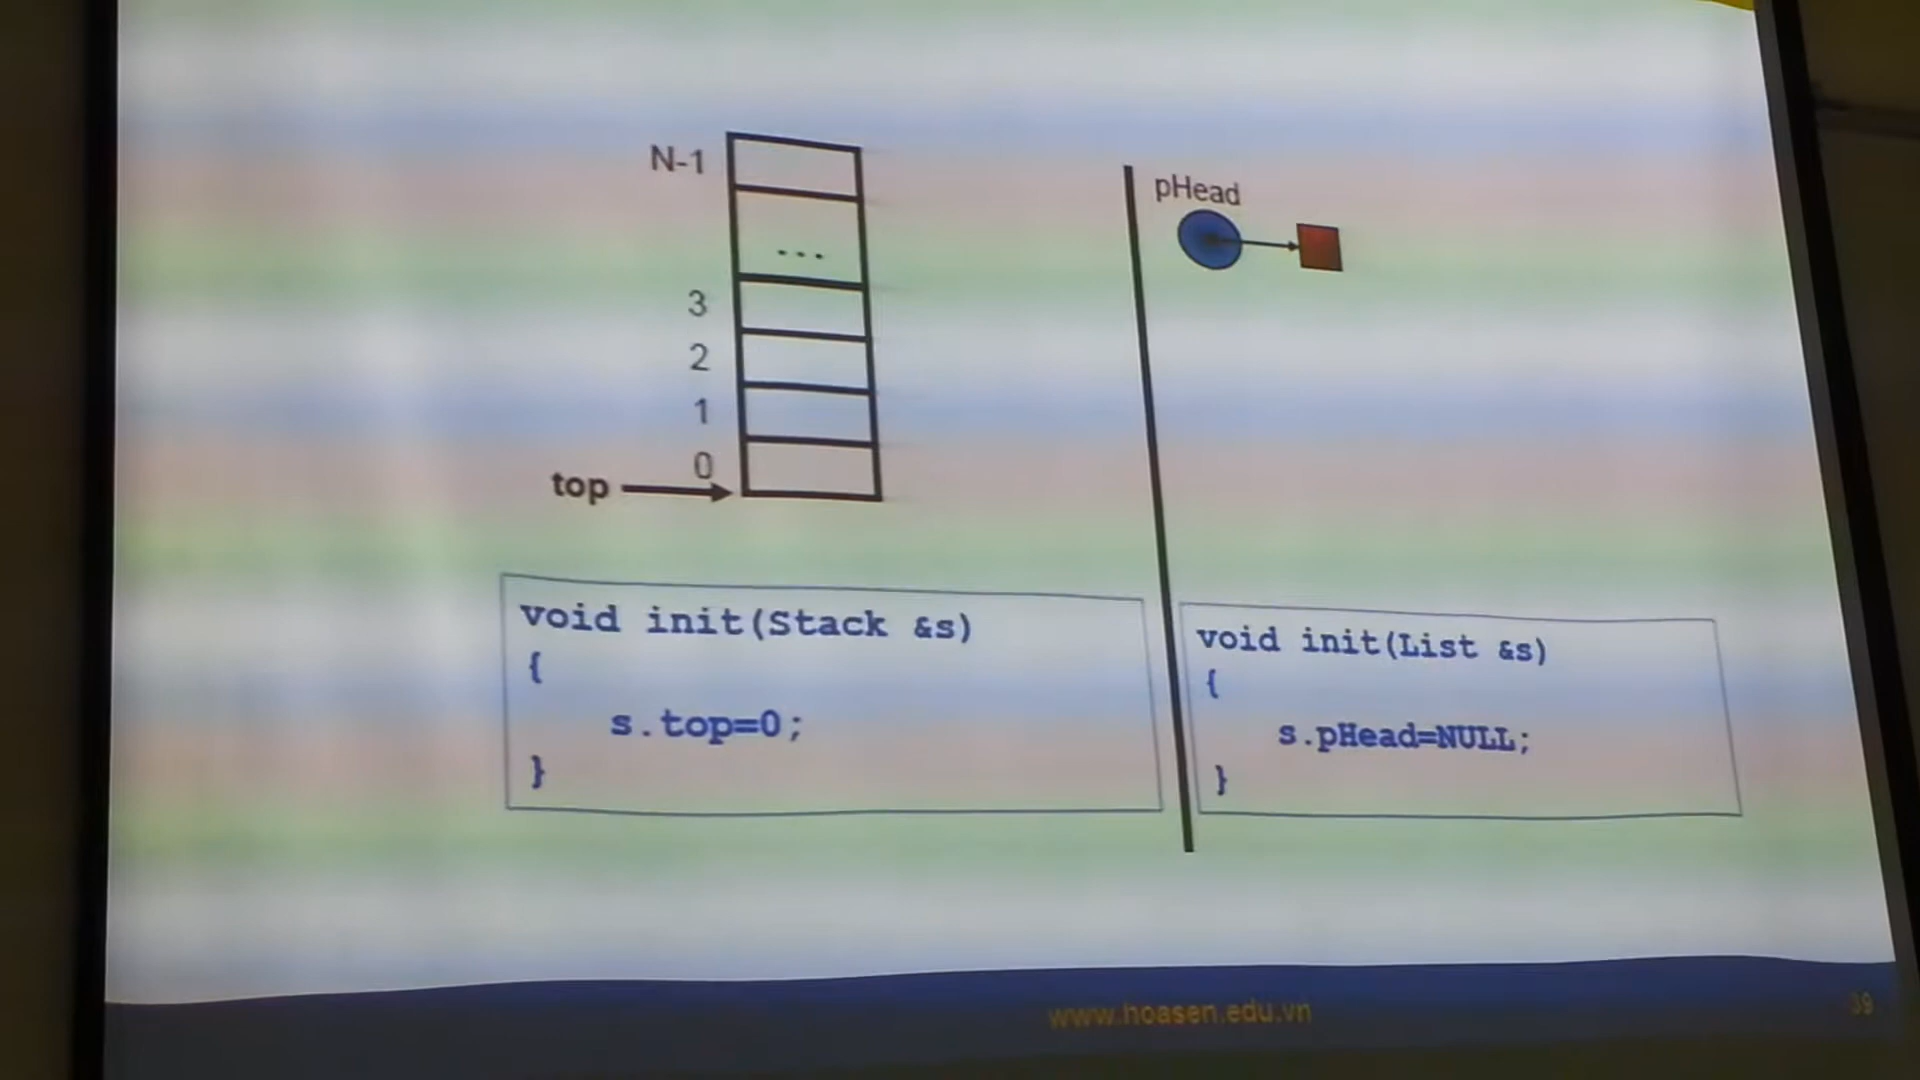 N-1
...
3
2
1
0
top
pHead
void init(Stack &s)
{
s.top=0;
}
void init(List &s)
{
s.pHead=NULL;
}
www.hoasen.edu.vn
39